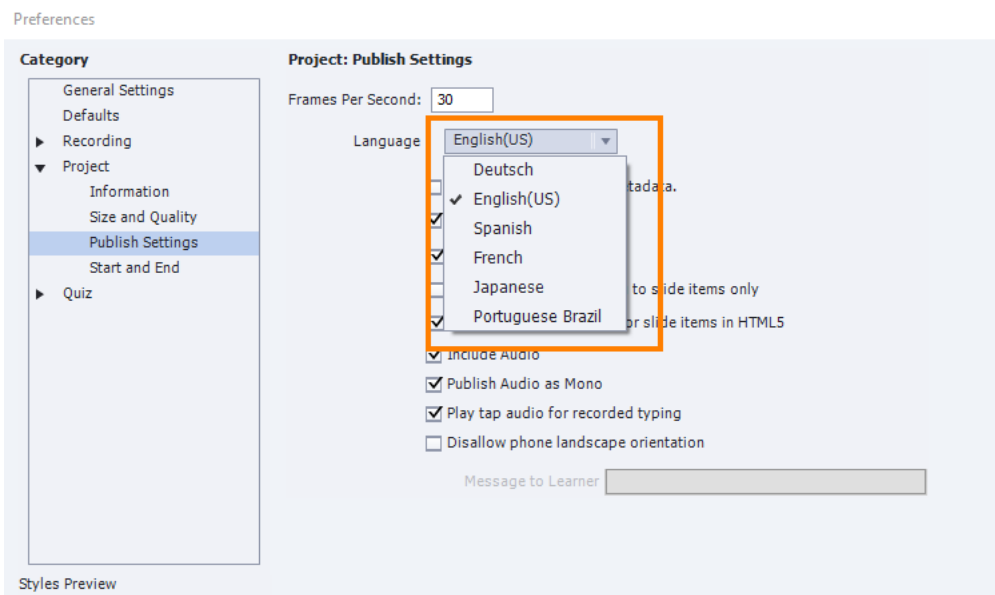 Preferences
Category
General Settings
Defaults
Recording
Project
Information
Size and Quality
Publish Settings
Start and End
Quiz
Styles Preview
Project: Publish Settings
Frames Per Second: 30
Language English(US)
Deutsch
English(US)
Spanish
French
Japanese
Portuguese Brazil
to slide items only
slide items in HTML5
Include Audio
Publish Audio as Mono
Play tap audio for recorded typing
Disallow phone landscape orientation
Message to Learner